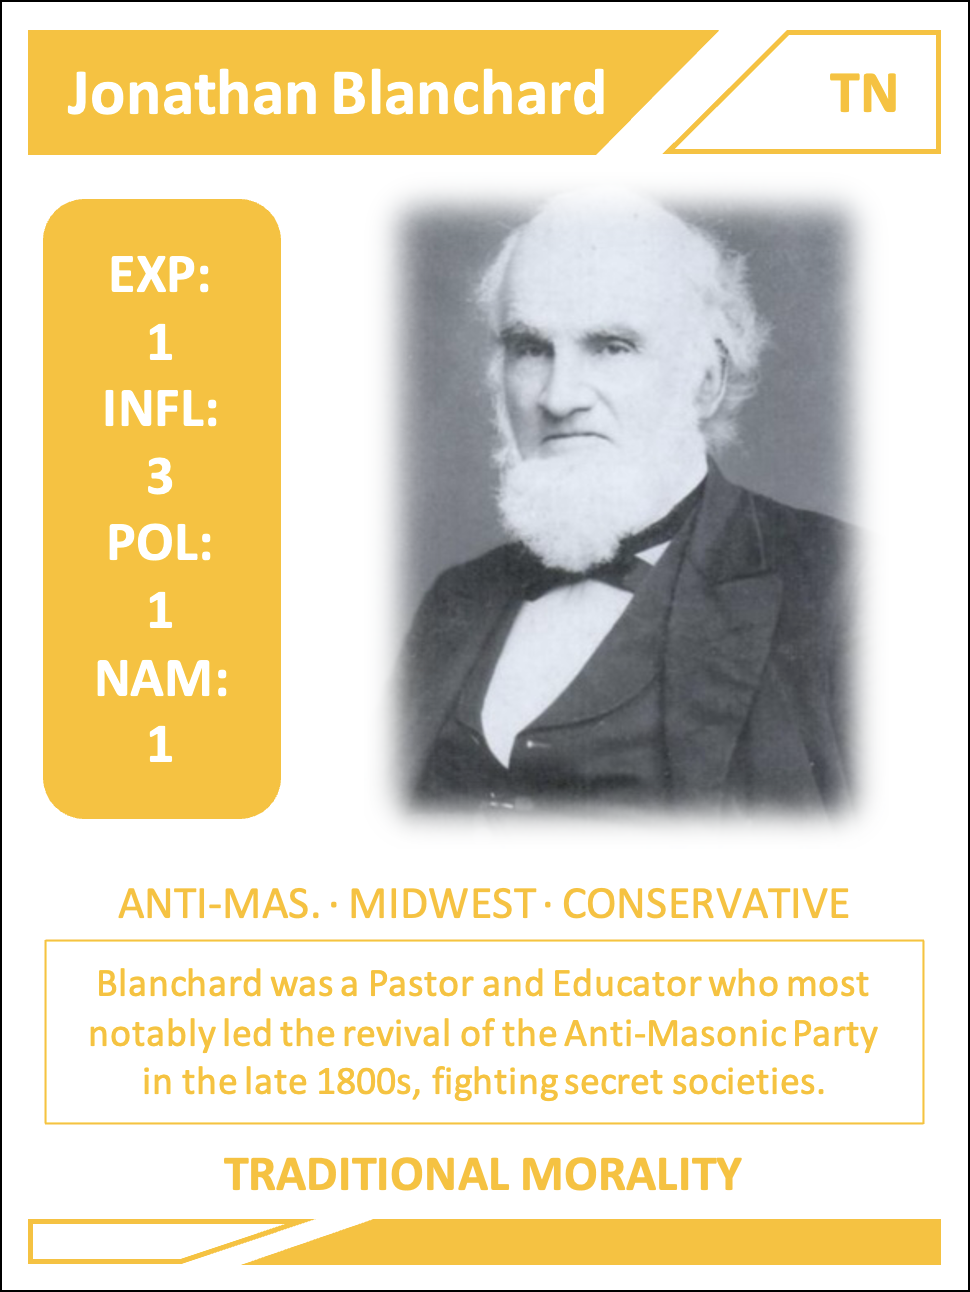 Jonathan Blanchard
TN
EXP:
1
INFL:
3
POL:
1
NAM:
1
ANTI-MAS. · MIDWEST · CONSERVATIVE
Blanchard was a Pastor and Educator who most
notably led the revival of the Anti-Masonic Party
in the late 1800s, fighting secret societies.
TRADITIONAL MORALITY